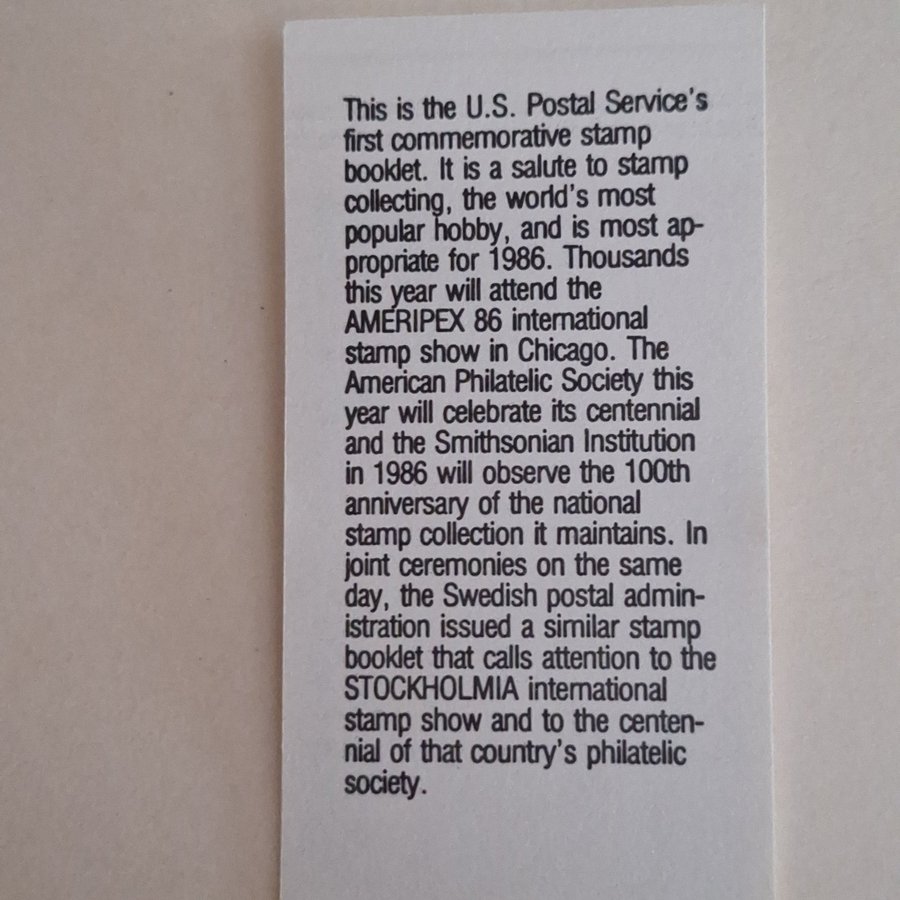 This is the U.S. Postal Service's
first commemorative stamp
booklet. It is a salute to stamp
collecting, the world's most
popular hobby, and is most ap-
propriate for 1986. Thousands
this year will attend the
AMERIPEX 86 international
stamp show in Chicago. The
American Philatelic Society this
year will celebrate its centennial
and the Smithsonian Institution
in 1986 will observe the 100th
anniversary of the national
stamp collection it maintains. In
joint ceremonies on the same
day, the Swedish postal admin-
istration issued a similar stamp
booklet that calls attention to the
STOCKHOLMIA international
stamp show and to the centen-
nial of that country's philatelic
society.